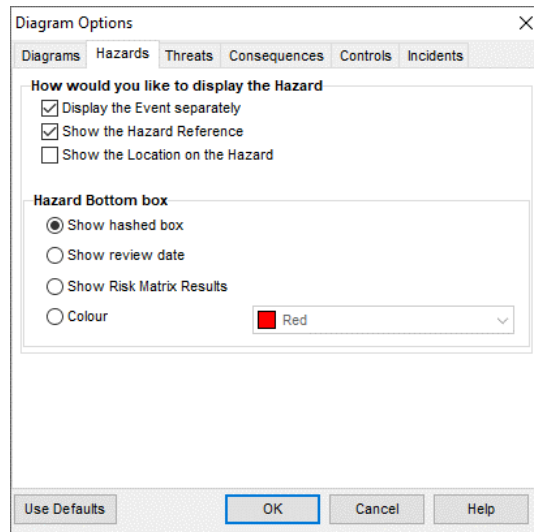 Diagram Options
Diagrams Hazards Threats Consequences Controls Incidents
How would you like to display the Hazard
Display the Event separately
Show the Hazard Reference
Show the Location on the Hazard
Hazard Bottom box
Show hashed box
Show review date
Show Risk Matrix Results
Colour Red
Use Defaults OK Cancel Help